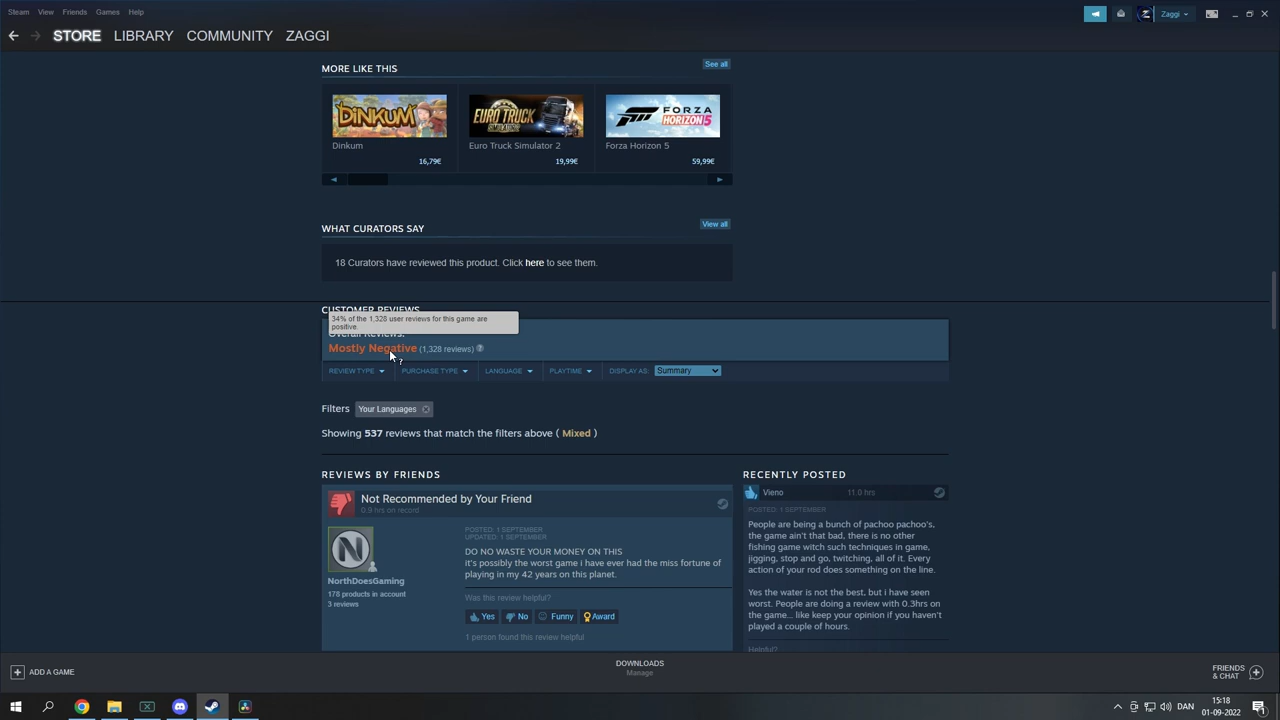 Steam View Friends Games Help
Zaggi
STORE LIBRARY COMMUNITY ZAGGI
MORE LIKE THIS
See all
DiNKUM
EURO TRUCK
SIMULATOR 2
FORZA
HORIZON 5
Dinkum
16,79€
Euro Truck Simulator 2
19,99€
Forza Horizon 5
59,99€
WHAT CURATORS SAY
View all
18 Curators have reviewed this product. Click here to see them.
CUSTOMER REVIEWS
34% of the 1,328 user reviews for this game are
positive.
Overall Reviews:
Mostly Negative (1,328 reviews) ?
REVIEW TYPE PURCHASE TYPE LANGUAGE PLAYTIME DISPLAY AS: Summary
Filters Your Languages
Showing 537 reviews that match the filters above ( Mixed )
REVIEWS BY FRIENDS
Not Recommended by Your Friend
0.9 hrs on record
POSTED: 1 SEPTEMBER
UPDATED: 1 SEPTEMBER
DO NO WASTE YOUR MONEY ON THIS
it's possibly the worst game i have ever had the miss fortune of
playing in my 42 years on this planet.
N
NorthDoesGaming
178 products in account
3 reviews
Was this review helpful?
Yes No Funny Award
1 person found this review helpful
RECENTLY POSTED
Vieno 11.0 hrs
POSTED: 1 SEPTEMBER
People are being a bunch of pachoo pachoo's,
the game ain't that bad, there is no other
fishing game witch such techniques in game,
jigging, stop and go, twitching, all of it. Every
action of your rod does something on the line.
Yes the water is not the best, but i have seen
worst. People are doing a review with 0.3hrs on
the game... like keep your opinion if you haven't
played a couple of hours.
Helpful?
ADD A GAME
DOWNLOADS
Manage
FRIENDS
& CHAT
DAN
15:18
01-09-2022